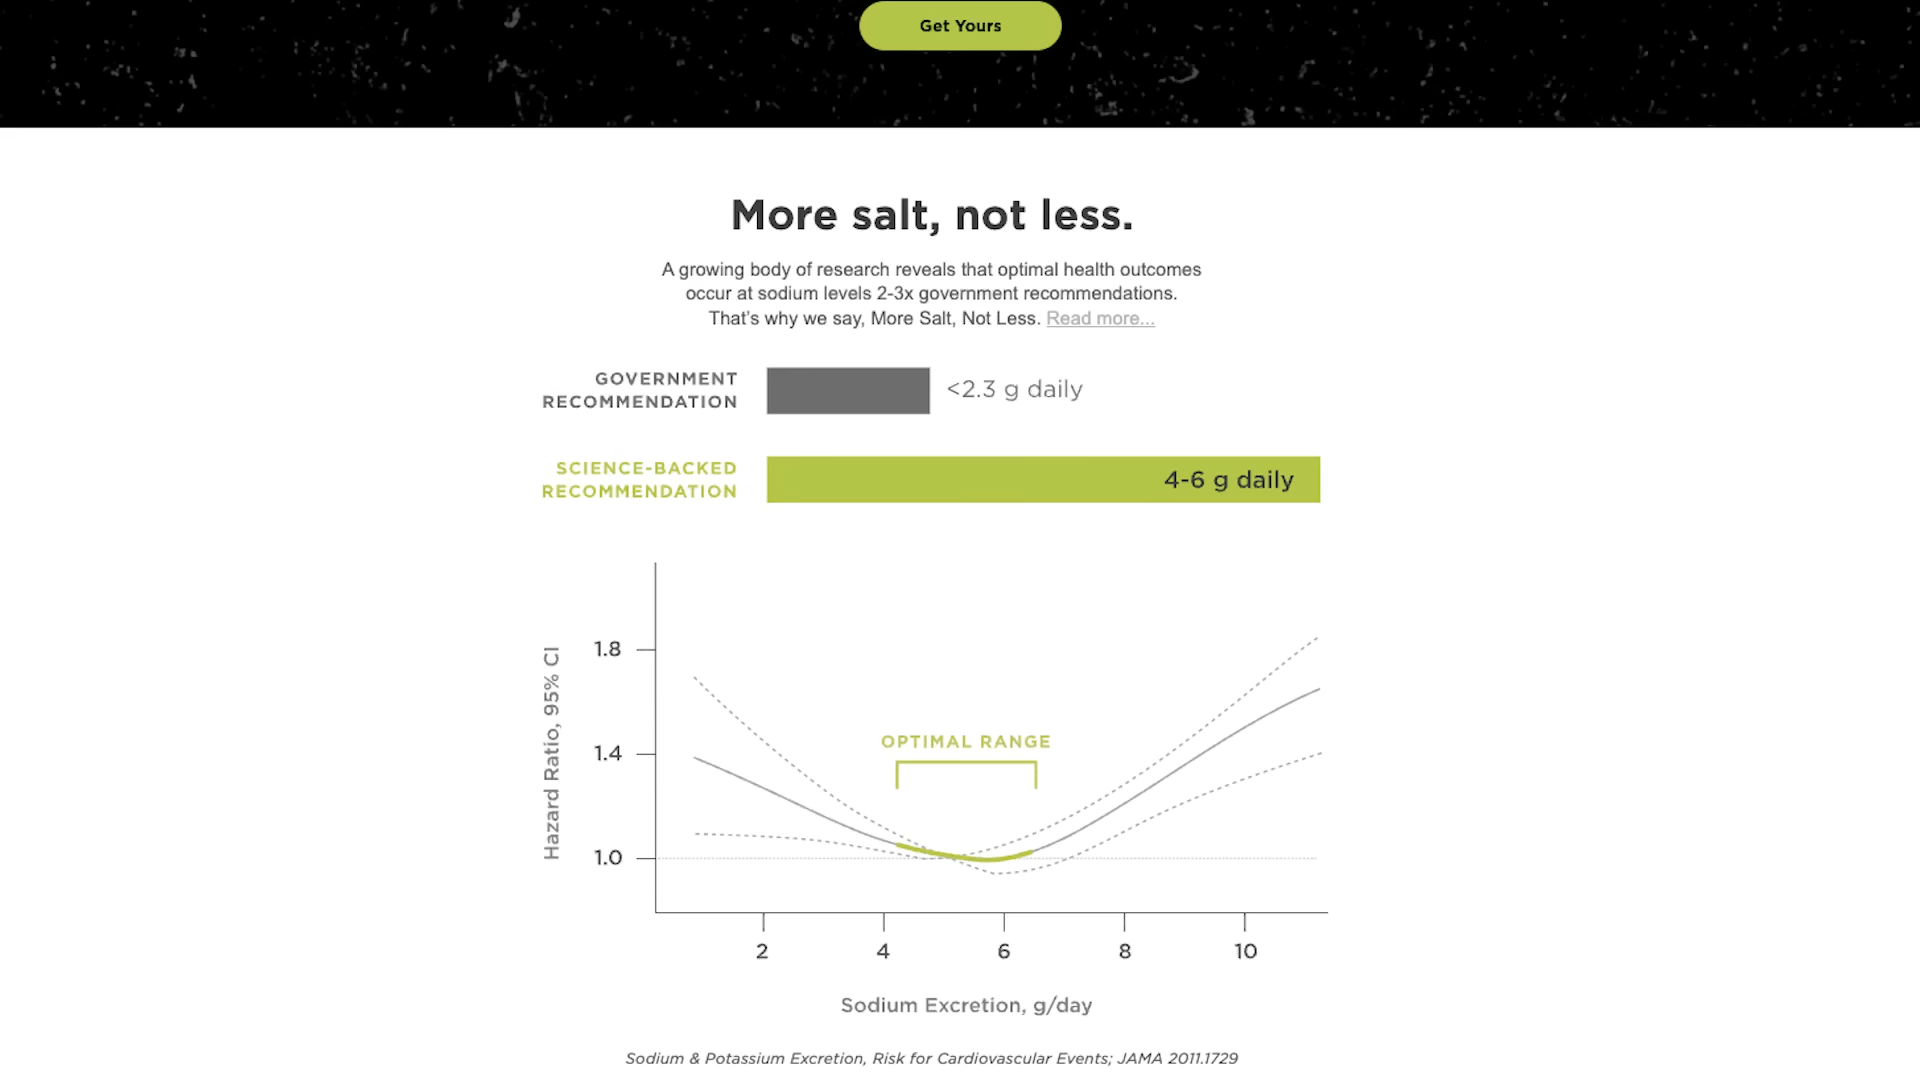 Get Yours
More salt, not less.
A growing body of research reveals that optimal health outcomes
occur at sodium levels 2-3x government recommendations.
That's why we say, More Salt, Not Less. Read more...
GOVERNMENT
RECOMMENDATION
<2.3 g daily
SCIENCE-BACKED
RECOMMENDATION
4-6 g daily
Hazard Ratio, 95% CI
1.8
1.4
1.0
OPTIMAL RANGE
2 4 6 8 10
Sodium Excretion, g/day
Sodium & Potassium Excretion, Risk for Cardiovascular Events; JAMA 2011.1729